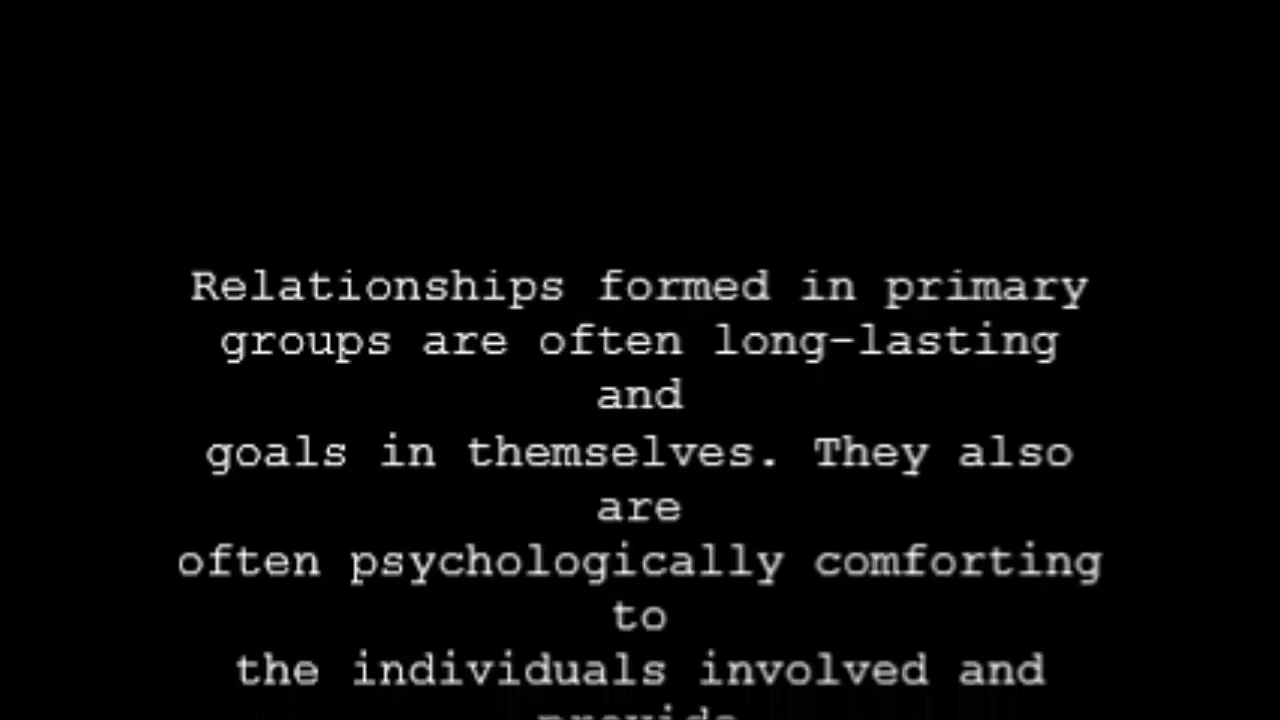 Relationships formed in primary
groups are often long-lasting
and
goals in themselves. They also
are
often psychologically comforting
to
the individuals involved and
provide